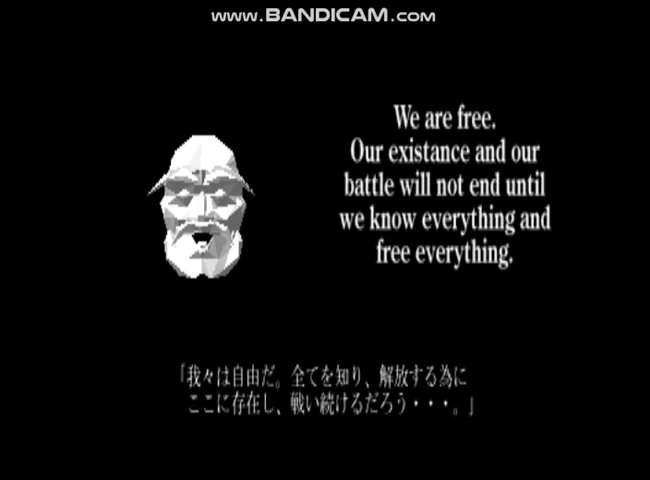 www.BANDICAM.com
We are free.
Our existance and our
battle will not end until
we know everything and
free everything.
「我々は自由だ。全てを知り、解放する為に
ここに存在し、戦い続けるだろう・・・。」